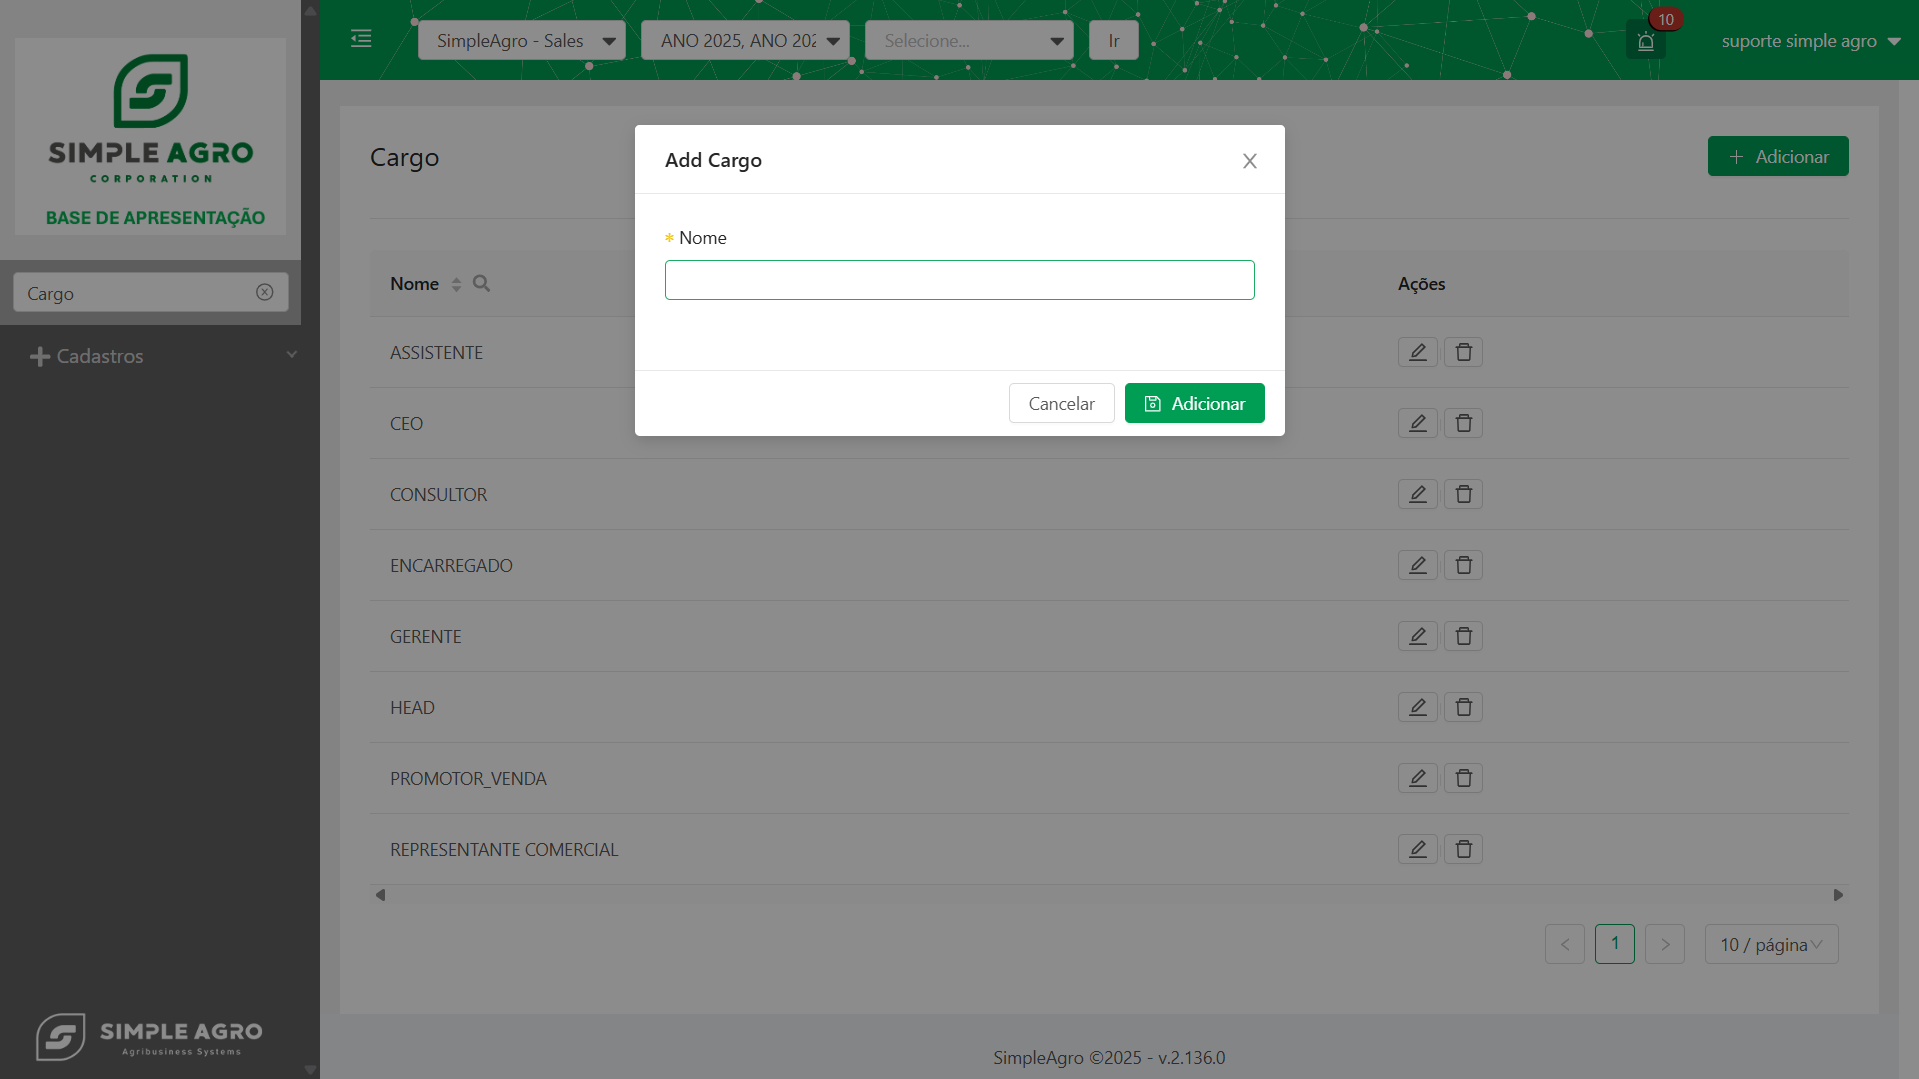 SIMPLE AGRO
CORPORATION
BASE DE APRESENTAÇÃO
Cargo
Cadastros
SIMPLE AGRO
Agribusiness Systems
SimpleAgro - Sales
ANO 2025, ANO 202
Selecione...
Ir
10
suporte simple agro
Cargo
Adicionar
Nome
Ações
ASSISTENTE
CEO
CONSULTOR
ENCARREGADO
GERENTE
HEAD
PROMOTOR_VENDA
REPRESENTANTE COMERCIAL
1
10 / página
SimpleAgro ©2025 - v.2.136.0
Add Cargo
* Nome
Cancelar
Adicionar